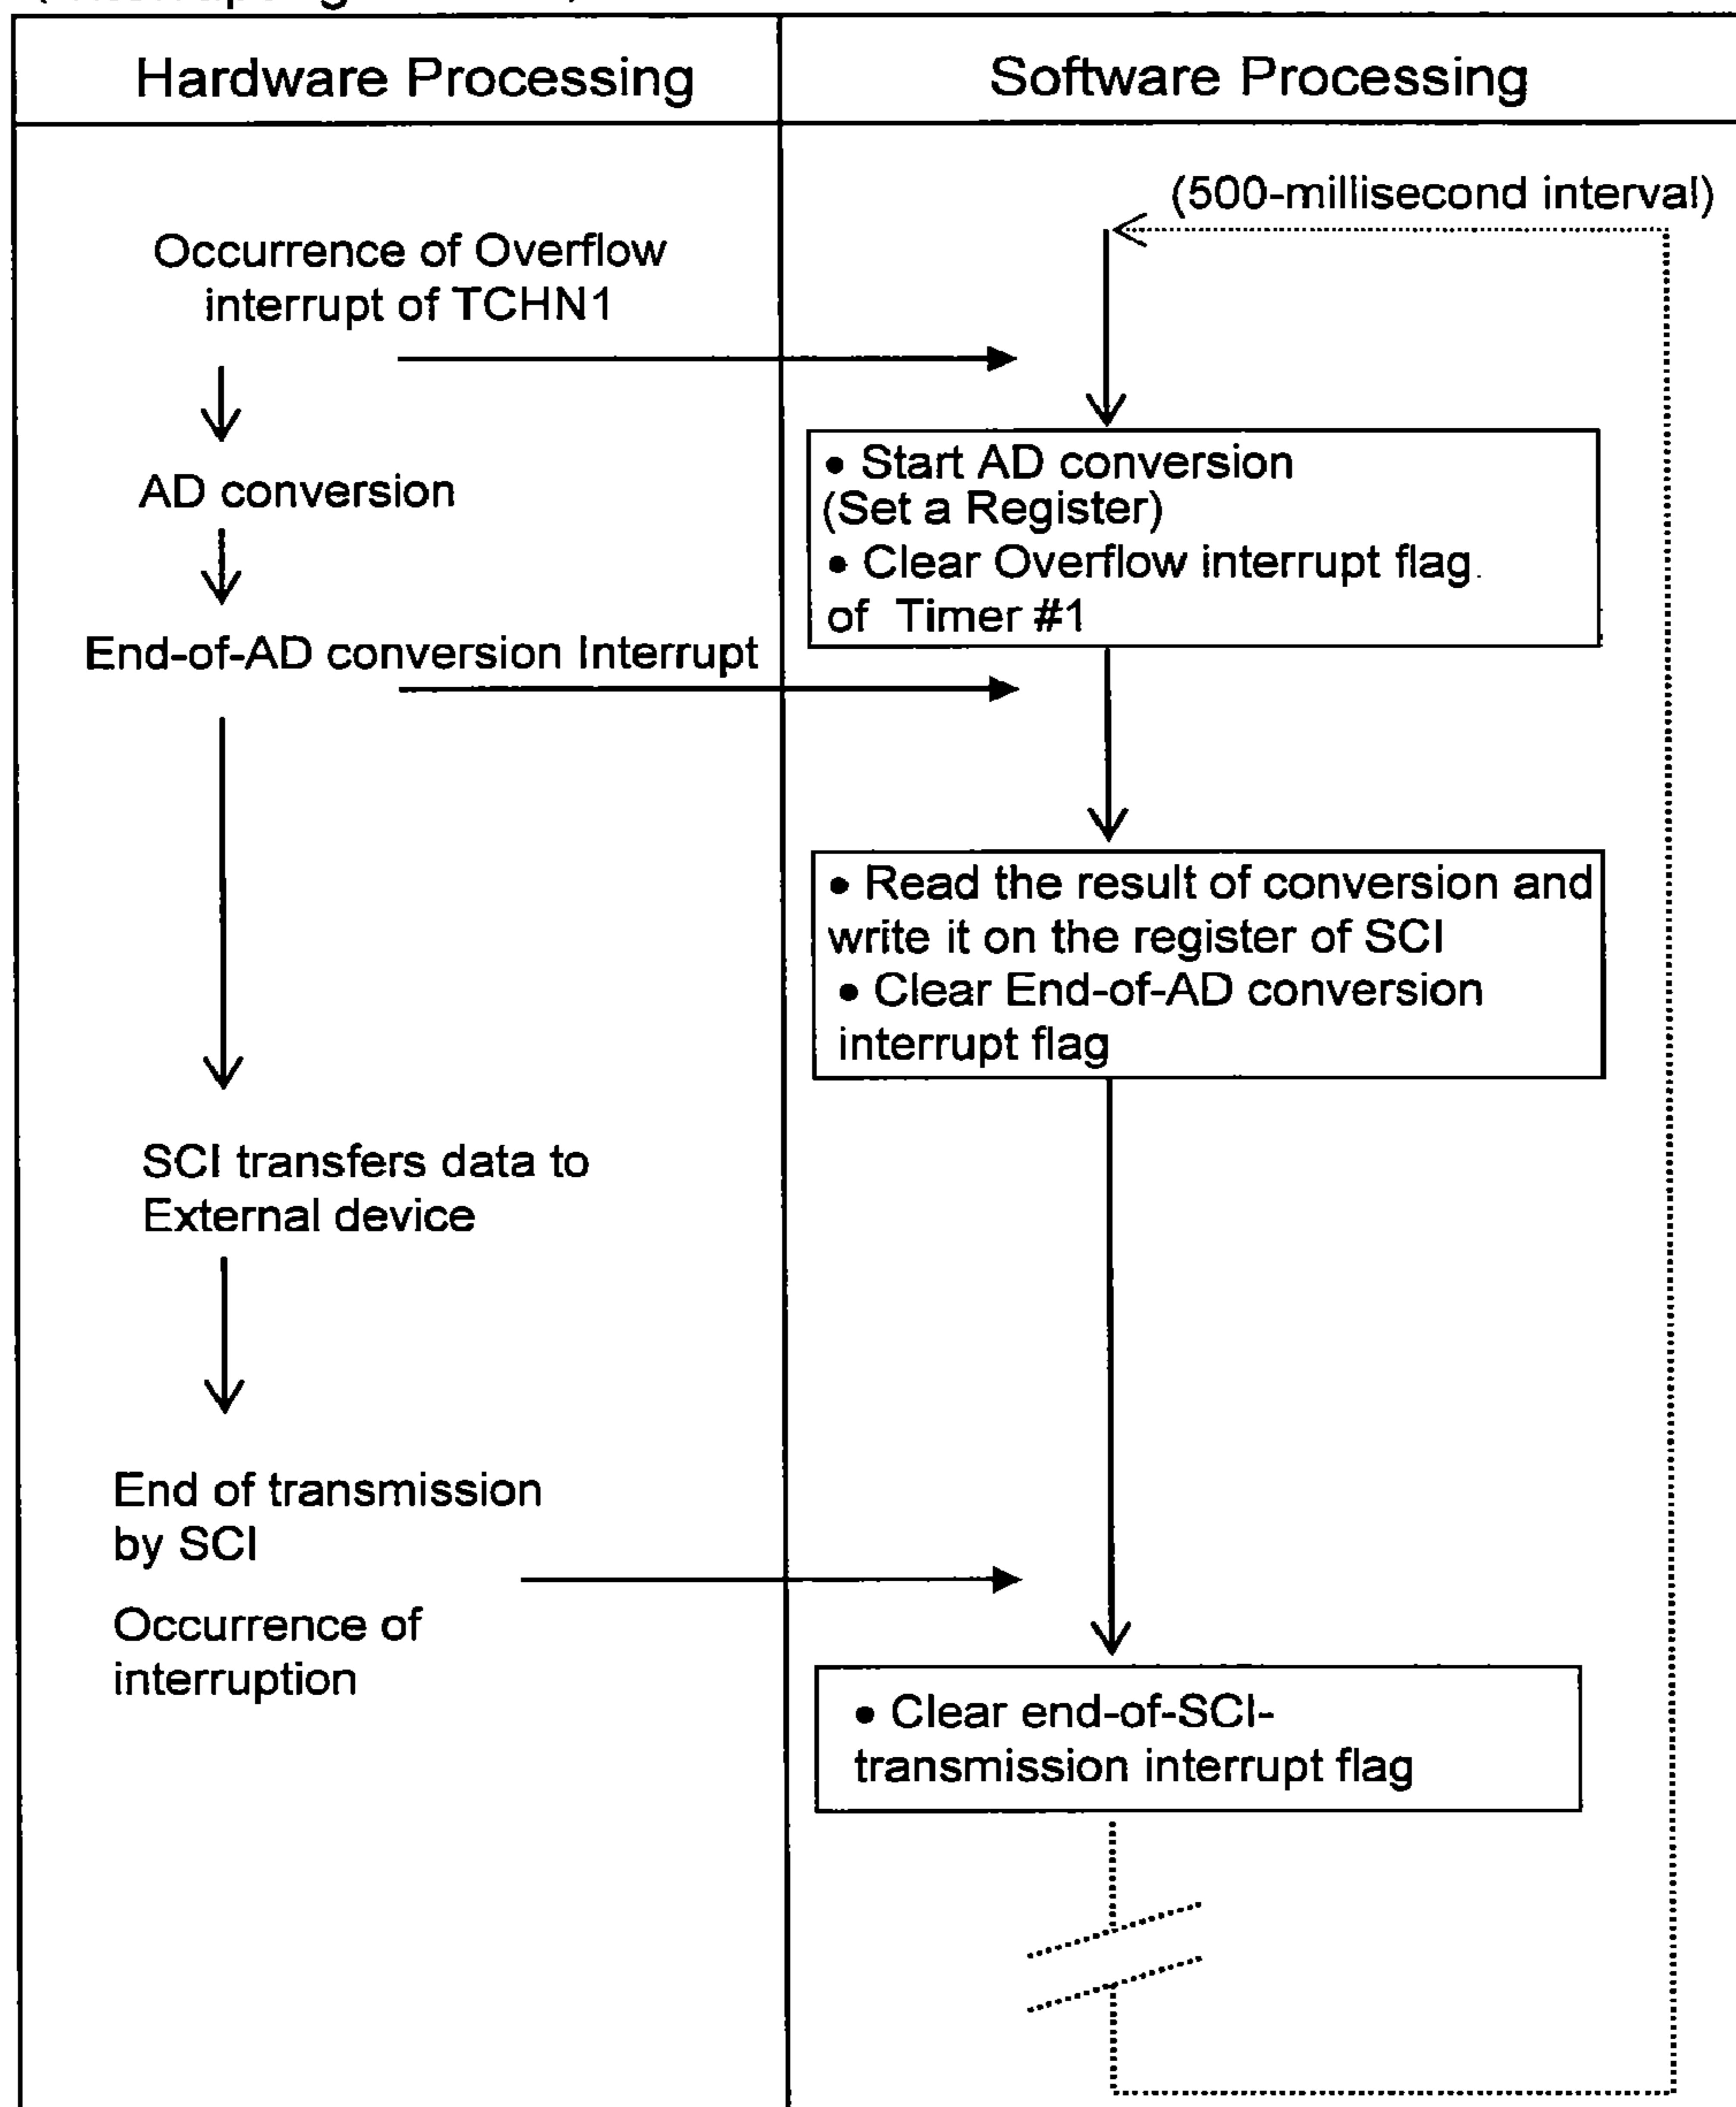 Hardware Processing
Software Processing
(500-millisecond interval)
Occurrence of Overflow
interrupt of TCHN1
AD conversion
End-of-AD conversion Interrupt
SCI transfers data to
External device
End of transmission
by SCI
Occurrence of
interruption
• Start AD conversion
(Set a Register)
• Clear Overflow interrupt flag.
of Timer #1
• Read the result of conversion and
write it on the register of SCI
• Clear End-of-AD conversion
interrupt flag
• Clear end-of-SCI-
transmission interrupt flag